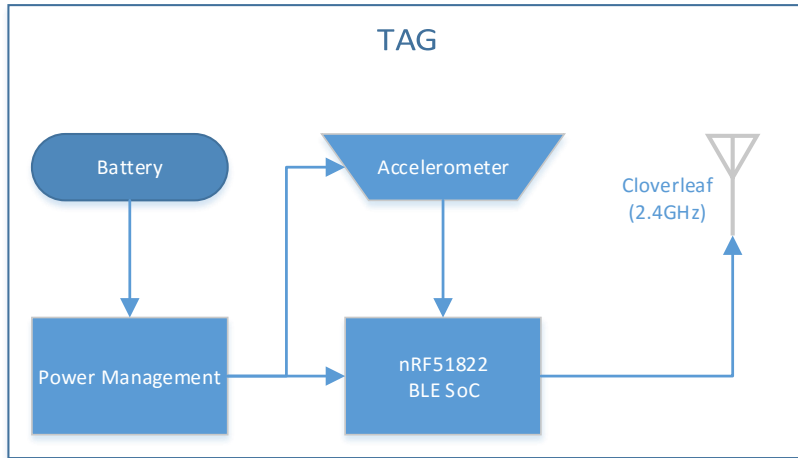 TAG
Battery
Accelerometer
Cloverleaf
(2.4GHz)
Power Management
nRF51822
BLE SoC